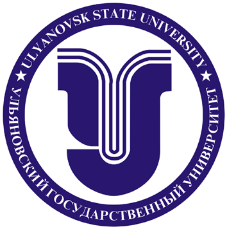 ULYANOVSK STATE UNIVERSITY
УЛЬЯНОВСКИЙ ГОСУДАРСТВЕННЫЙ УНИВЕРСИТЕТ